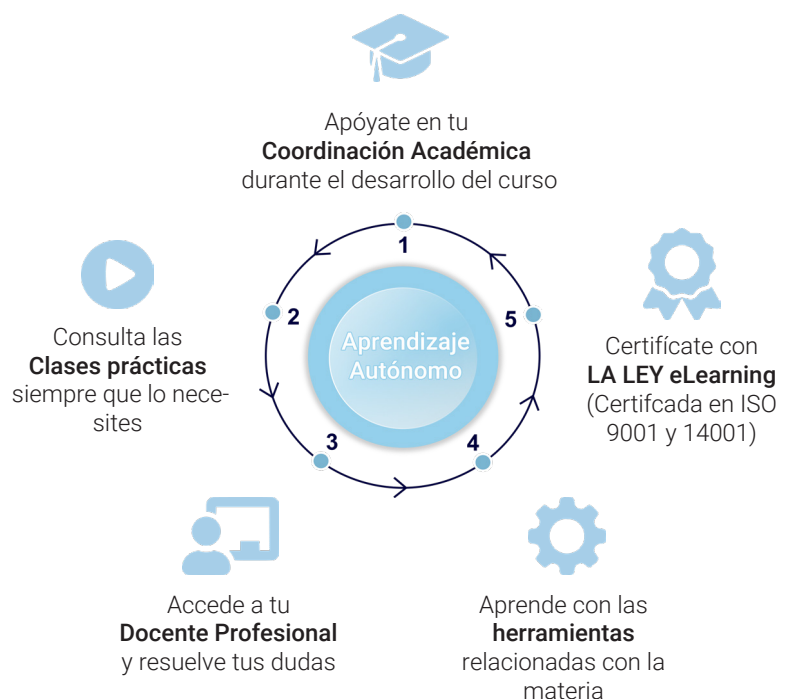 Apóyate en tu
Coordinación Académica
durante el desarrollo del curso
1
2
Consulta las
Clases prácticas
siempre que lo nece-
sites
Aprendizaje
Autónomo
5
Certifícate con
LA LEY eLearning
(Certifcada en ISO
9001 y 14001)
3
4
Accede a tu
Docente Profesional
y resuelve tus dudas
Aprende con las
herramientas
relacionadas con la
materia